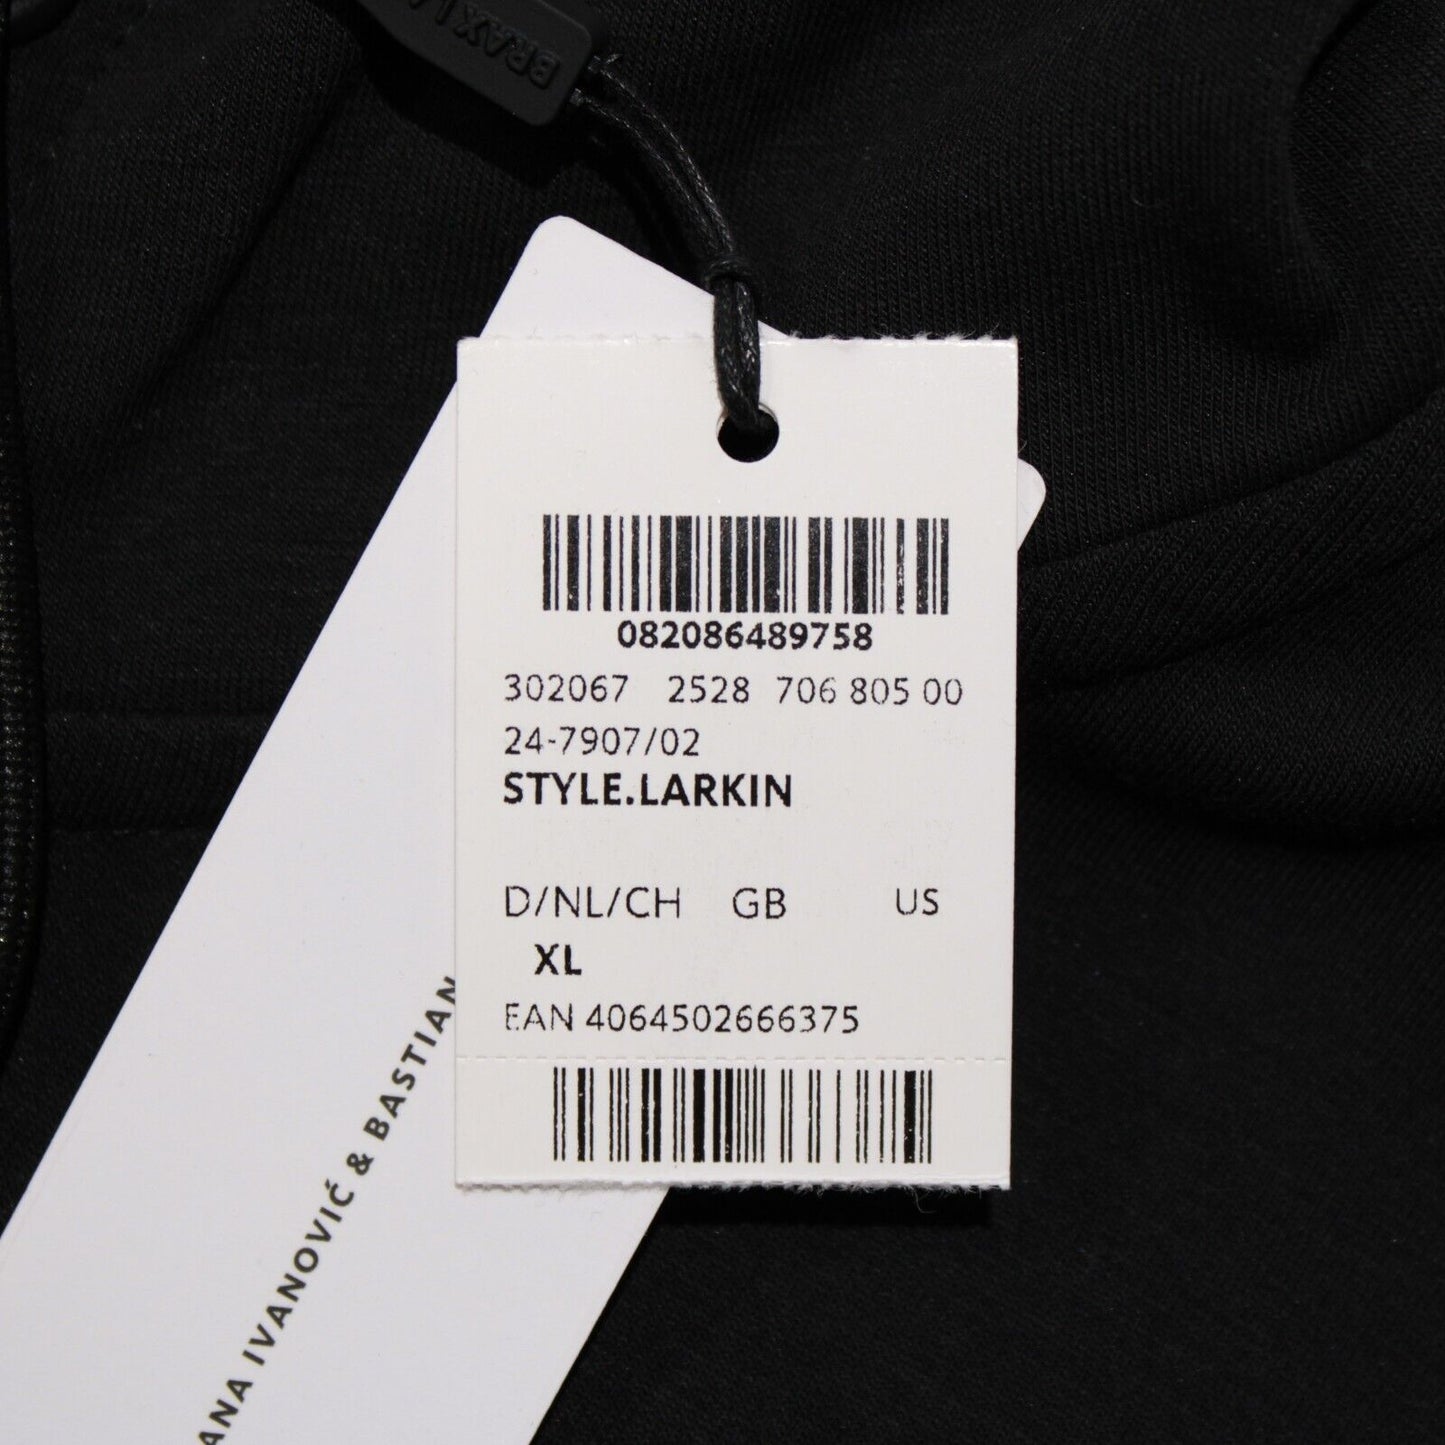 BRAX
082086489758
302067 2528 706 805 00
24-7907/02
STYLE.LARKIN
D/NL/CH GB US
XL
EAN 4064502666375
ANA IVANOVIĆ & BASTIAN